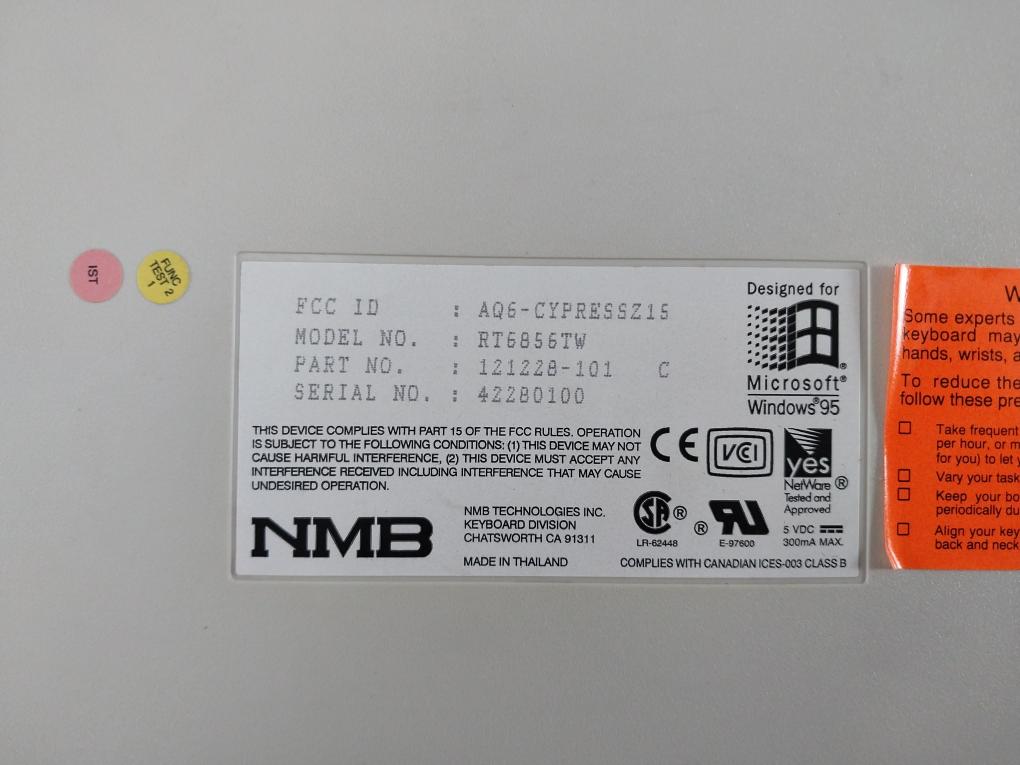 IST
FUNC
TEST 2
1
FCC ID : AQ6-CYPRESSZ15
MODEL NO. : RT6856TW
PART NO. : 121228-101 C
SERIAL NO. : 42280100
Designed for
Microsoft®
Windows®95
THIS DEVICE COMPLIES WITH PART 15 OF THE FCC RULES. OPERATION
IS SUBJECT TO THE FOLLOWING CONDITIONS: (1) THIS DEVICE MAY NOT
CAUSE HARMFUL INTERFERENCE, (2) THIS DEVICE MUST ACCEPT ANY
INTERFERENCE RECEIVED INCLUDING INTERFERENCE THAT MAY CAUSE
UNDESIRED OPERATION.
CE
VCI
yes
NetWare®
Tested and
Approved
NMB
NMB TECHNOLOGIES INC.
KEYBOARD DIVISION
CHATSWORTH CA 91311
MADE IN THAILAND
SA ®
LR-62448
® UR
E-97600
5 VDC
300mA MAX.
COMPLIES WITH CANADIAN ICES-003 CLASS B
W
Some experts
keyboard may
hands, wrists, a
To reduce the
follow these pre
Take frequent
per hour, or m
for you) to let y
Vary your task
Keep your bo
periodically du
Align your key
back and neck